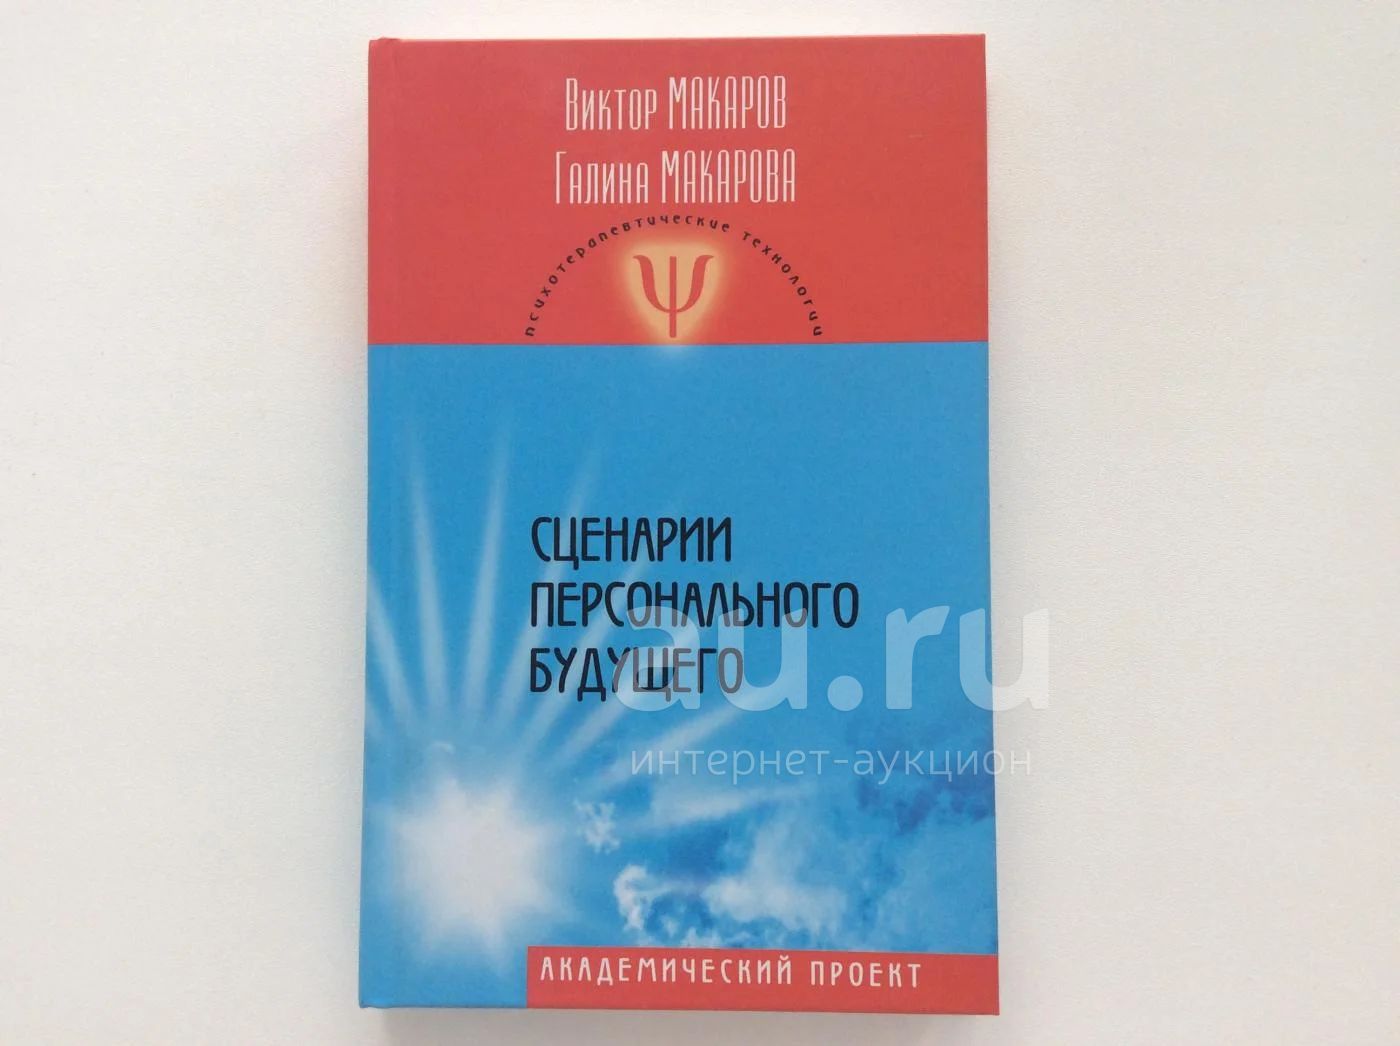 Виктор МАКАРОВ
Галина МАКАРОВА
психотерапевтические технологии
Ψ
СЦЕНАРИИ
ПЕРСОНАЛЬНОГО
БУДУЩЕГО
au.ru
интернет-аукцион
АКАДЕМИЧЕСКИЙ ПРОЕКТ